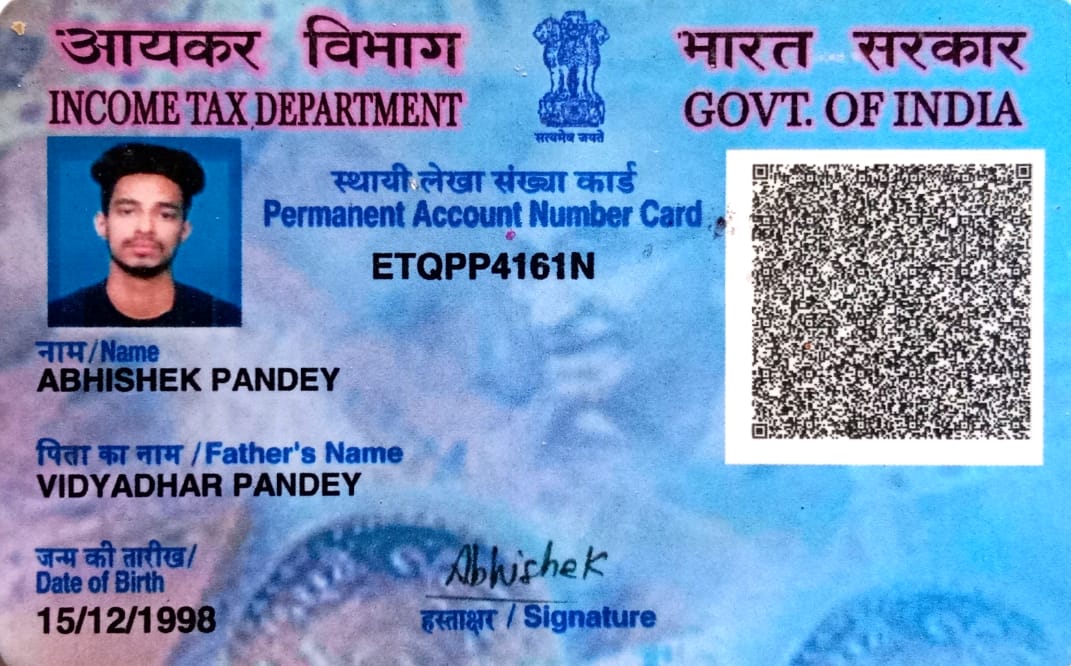 आयकर विभाग
INCOME TAX DEPARTMENT
सत्यमेव जयते
भारत सरकार
GOVT. OF INDIA
स्थायी लेखा संख्या कार्ड
Permanent Account Number Card
ETQPP4161N
नाम/Name
ABHISHEK PANDEY
पिता का नाम /Father's Name
VIDYADHAR PANDEY
जन्म की तारीख/
Date of Birth
15/12/1998
Abhishek
हस्ताक्षर / Signature